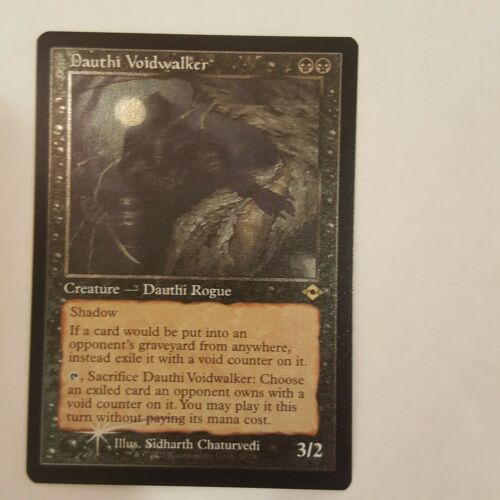 Dauthi Voidwalker
Creature — Dauthi Rogue
Shadow
If a card would be put into an
opponent's graveyard from anywhere,
instead exile it with a void counter on it.
, Sacrifice Dauthi Voidwalker: Choose
an exiled card an opponent owns with a
void counter on it. You may play it this
turn without paying its mana cost.
Illus. Sidharth Chaturvedi
3/2